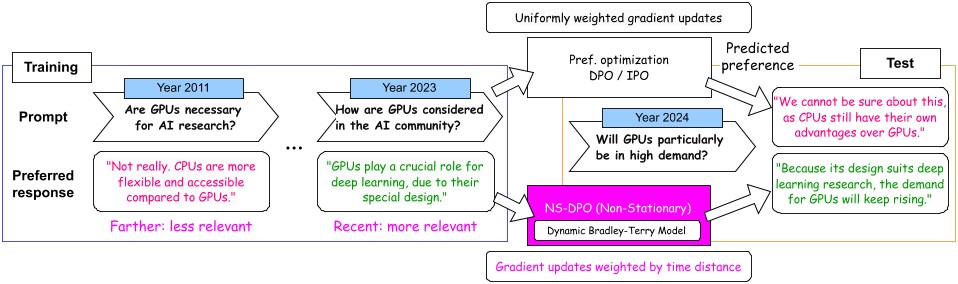 Uniformly weighted gradient updates
Training
Year 2011
Year 2023
Pref. optimization
DPO / IPO
Predicted
preference
Test
Prompt
Are GPUs necessary
for AI research?
How are GPUs considered
in the AI community?
Year 2024
Will GPUs particularly
be in high demand?
"We cannot be sure about this,
as CPUs still have their own
advantages over GPUs."
...
Preferred
response
"Not really. CPUs are more
flexible and accessible
compared to GPUs."
"GPUs play a crucial role for
deep learning, due to their
special design."
"Because its design suits deep
learning research, the demand
for GPUs will keep rising."
Farther: less relevant
Recent: more relevant
NS-DPO (Non-Stationary)
Dynamic Bradley-Terry Model
Gradient updates weighted by time distance